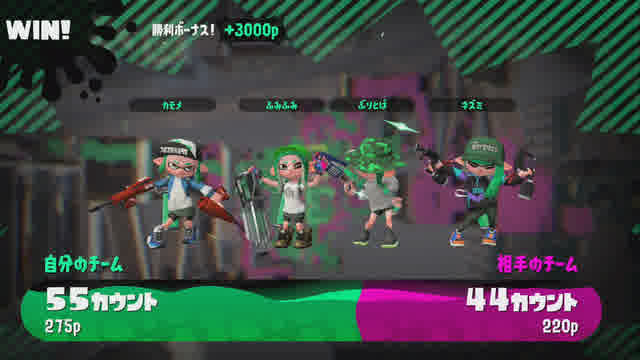 WIN!
勝利ボーナス! +3000p
カモメ ふみふみ ぷりとば ネズミ
自分のチーム
相手のチーム
55カウント
44カウント
275p
220p